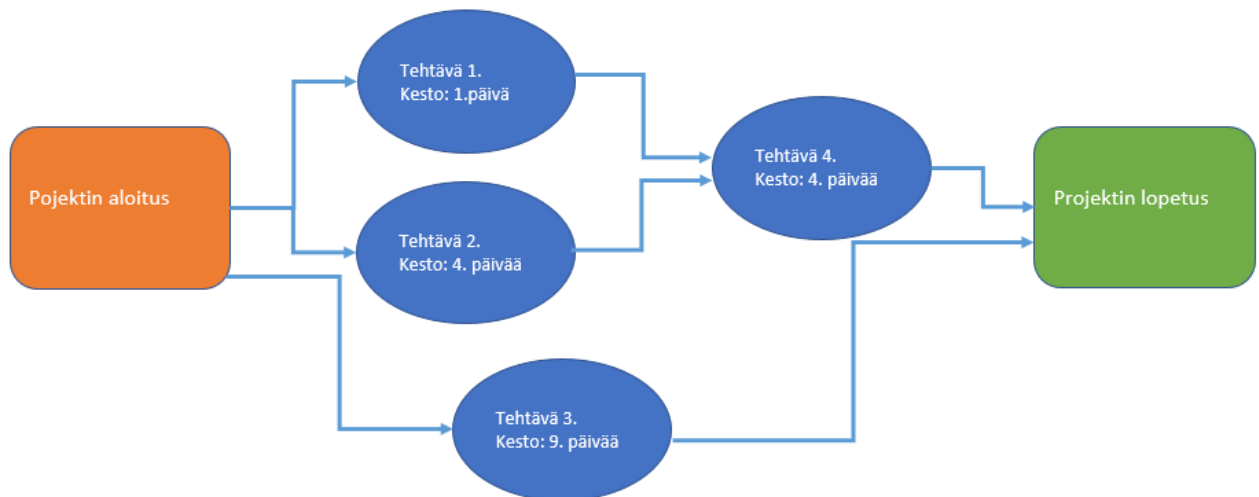 Pojektin aloitus
Tehtävä 1.
Kesto: 1.päivä
Tehtävä 2.
Kesto: 4. päivää
Tehtävä 3.
Kesto: 9. päivää
Tehtävä 4.
Kesto: 4. päivää
Projektin lopetus